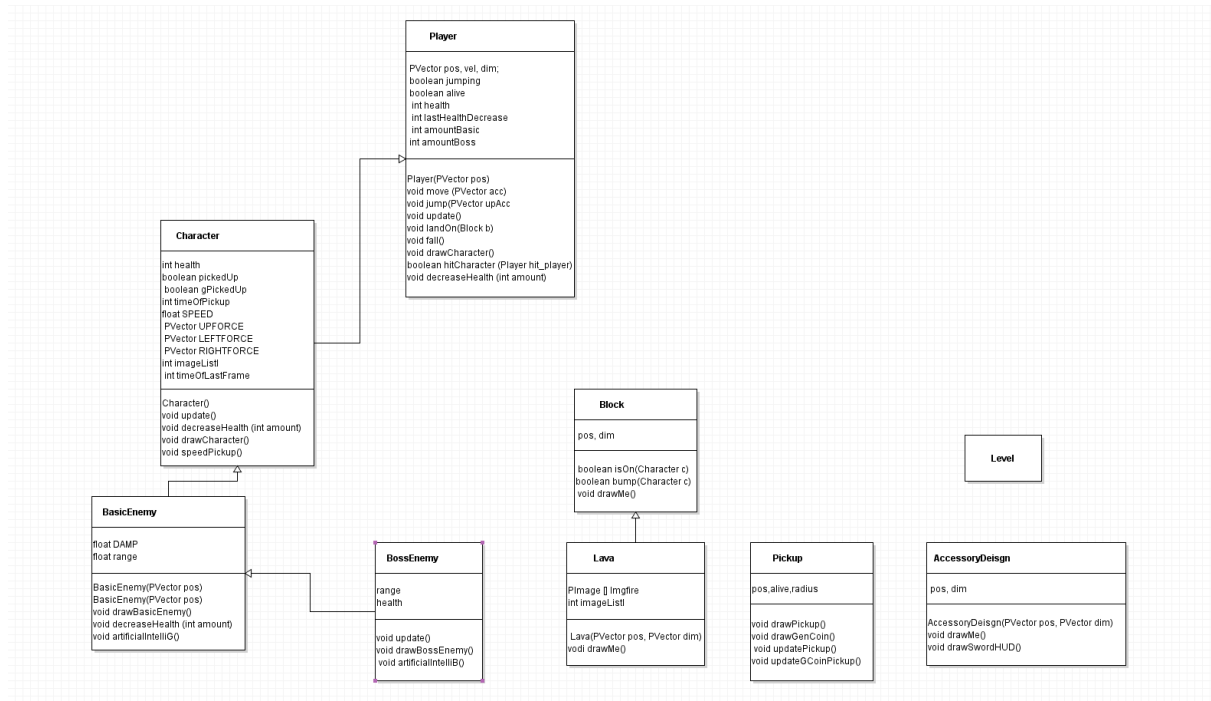 Player
PVector pos, vel, dim;
boolean jumping
boolean alive
int health
int lastHealthDecrease
int amountBasic
int amountBoss
Player(PVector pos)
void move (PVector acc)
void jump(PVector upAcc
void update()
void landOn(Block b)
void fall()
void drawCharacter()
boolean hitCharacter (Player hit_player)
void decreaseHealth (int amount)
Character
int health
boolean pickedUp
boolean gPickedUp
int timeOfPickup
float SPEED
PVector UPFORCE
PVector LEFTFORCE
PVector RIGHTFORCE
int imageListI
int timeOfLastFrame
Character()
void update()
void decreaseHealth (int amount)
void drawCharacter()
void speedPickup()
BasicEnemy
float DAMP
float range
BasicEnemy(PVector pos)
BasicEnemy(PVector pos)
void drawBasicEnemy()
void decreaseHealth (int amount)
void artificialIntelliG()
BossEnemy
range
health
void update()
void drawBossEnemy()
void artificialIntelliB()
Block
pos, dim
boolean isOn(Character c)
boolean bump(Character c)
void drawMe()
Lava
PImage [] Imgfire
int imageListI
Lava(PVector pos, PVector dim)
vodi drawMe()
Pickup
pos,alive,radius
void drawPickup()
void drawGenCoin()
void updatePickup()
void updateGCoinPickup()
Level
AccessoryDeisgn
pos, dim
AccessoryDeisgn(PVector pos, PVector dim)
void drawMe()
void drawSwordHUD()